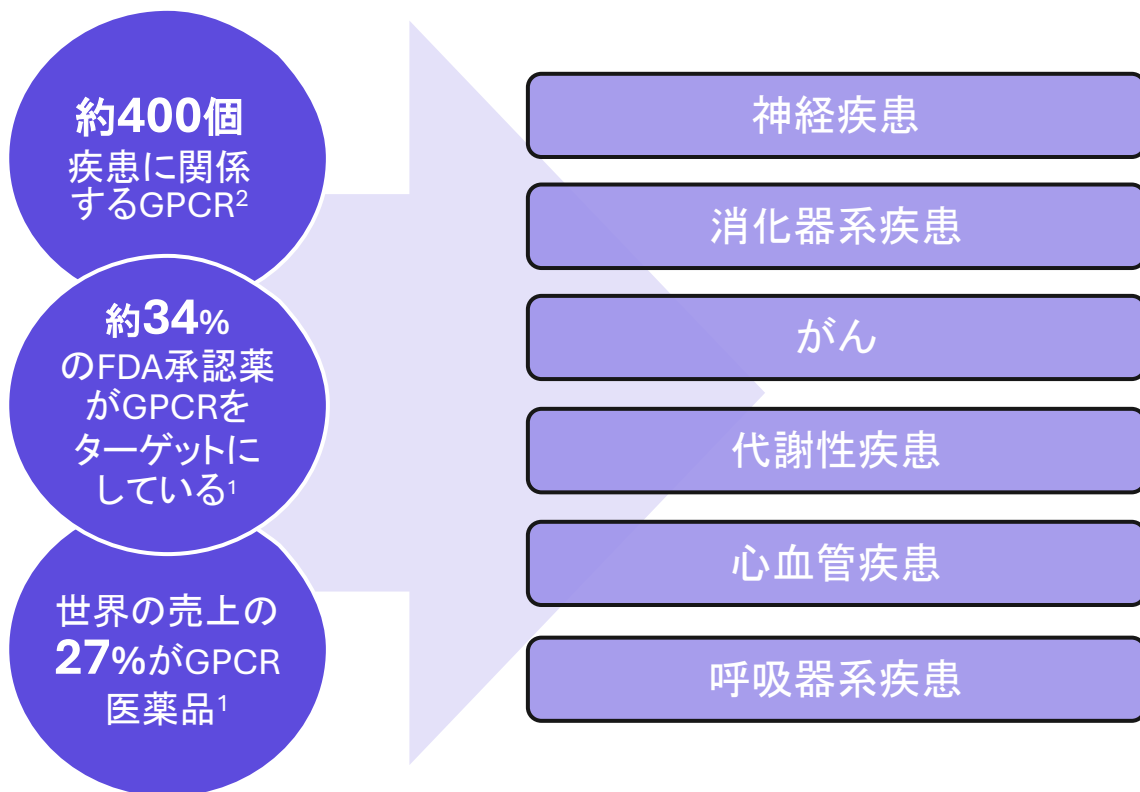 約400個
疾患に関係
するGPCR²
約34%
のFDA承認薬
がGPCRを
ターゲットに
している¹
世界の売上の
27%がGPCR
医薬品¹
神経疾患
消化器系疾患
がん
代謝性疾患
心血管疾患
呼吸器系疾患